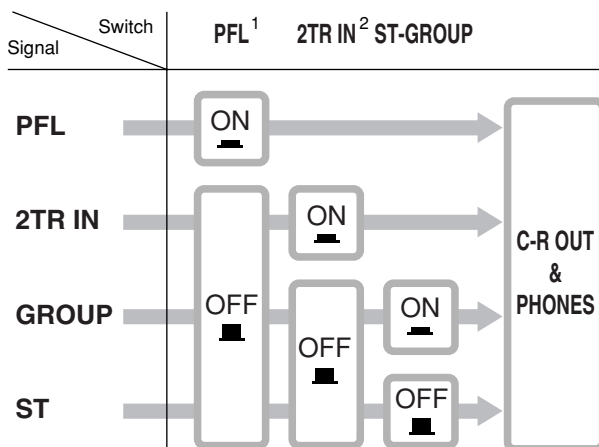 Switch
Signal
PFL1 2TR IN2 ST-GROUP
PFL ON
2TR IN ON
C-R OUT
&
PHONES
GROUP OFF ON
OFF
ST OFF